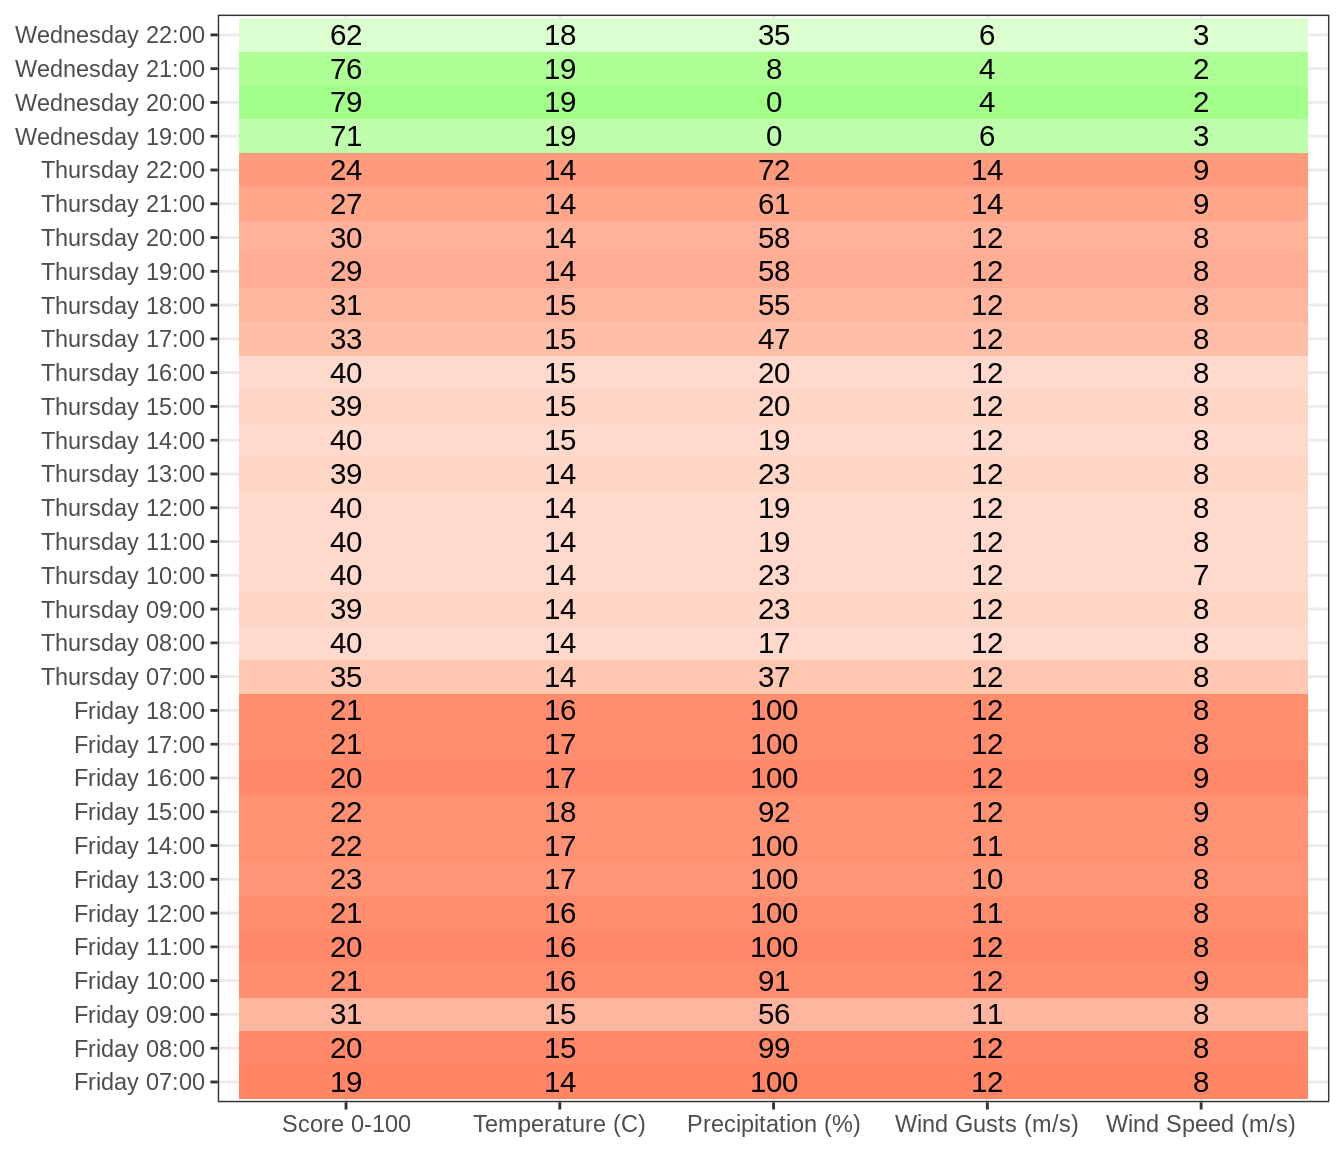 Wednesday 22:00 62 18 35 6 3
Wednesday 21:00 76 19 8 4 2
Wednesday 20:00 79 19 0 4 2
Wednesday 19:00 71 19 0 6 3
Thursday 22:00 24 14 72 14 9
Thursday 21:00 27 14 61 14 9
Thursday 20:00 30 14 58 12 8
Thursday 19:00 29 14 58 12 8
Thursday 18:00 31 15 55 12 8
Thursday 17:00 33 15 47 12 8
Thursday 16:00 40 15 20 12 8
Thursday 15:00 39 15 20 12 8
Thursday 14:00 40 15 19 12 8
Thursday 13:00 39 14 23 12 8
Thursday 12:00 40 14 19 12 8
Thursday 11:00 40 14 19 12 8
Thursday 10:00 40 14 23 12 7
Thursday 09:00 39 14 23 12 8
Thursday 08:00 40 14 17 12 8
Thursday 07:00 35 14 37 12 8
Friday 18:00 21 16 100 12 8
Friday 17:00 21 17 100 12 8
Friday 16:00 20 17 100 12 9
Friday 15:00 22 18 92 12 9
Friday 14:00 22 17 100 11 8
Friday 13:00 23 17 100 10 8
Friday 12:00 21 16 100 11 8
Friday 11:00 20 16 100 12 8
Friday 10:00 21 16 91 12 9
Friday 09:00 31 15 56 11 8
Friday 08:00 20 15 99 12 8
Friday 07:00 19 14 100 12 8
Score 0-100 Temperature (C) Precipitation (%) Wind Gusts (m/s) Wind Speed (m/s)